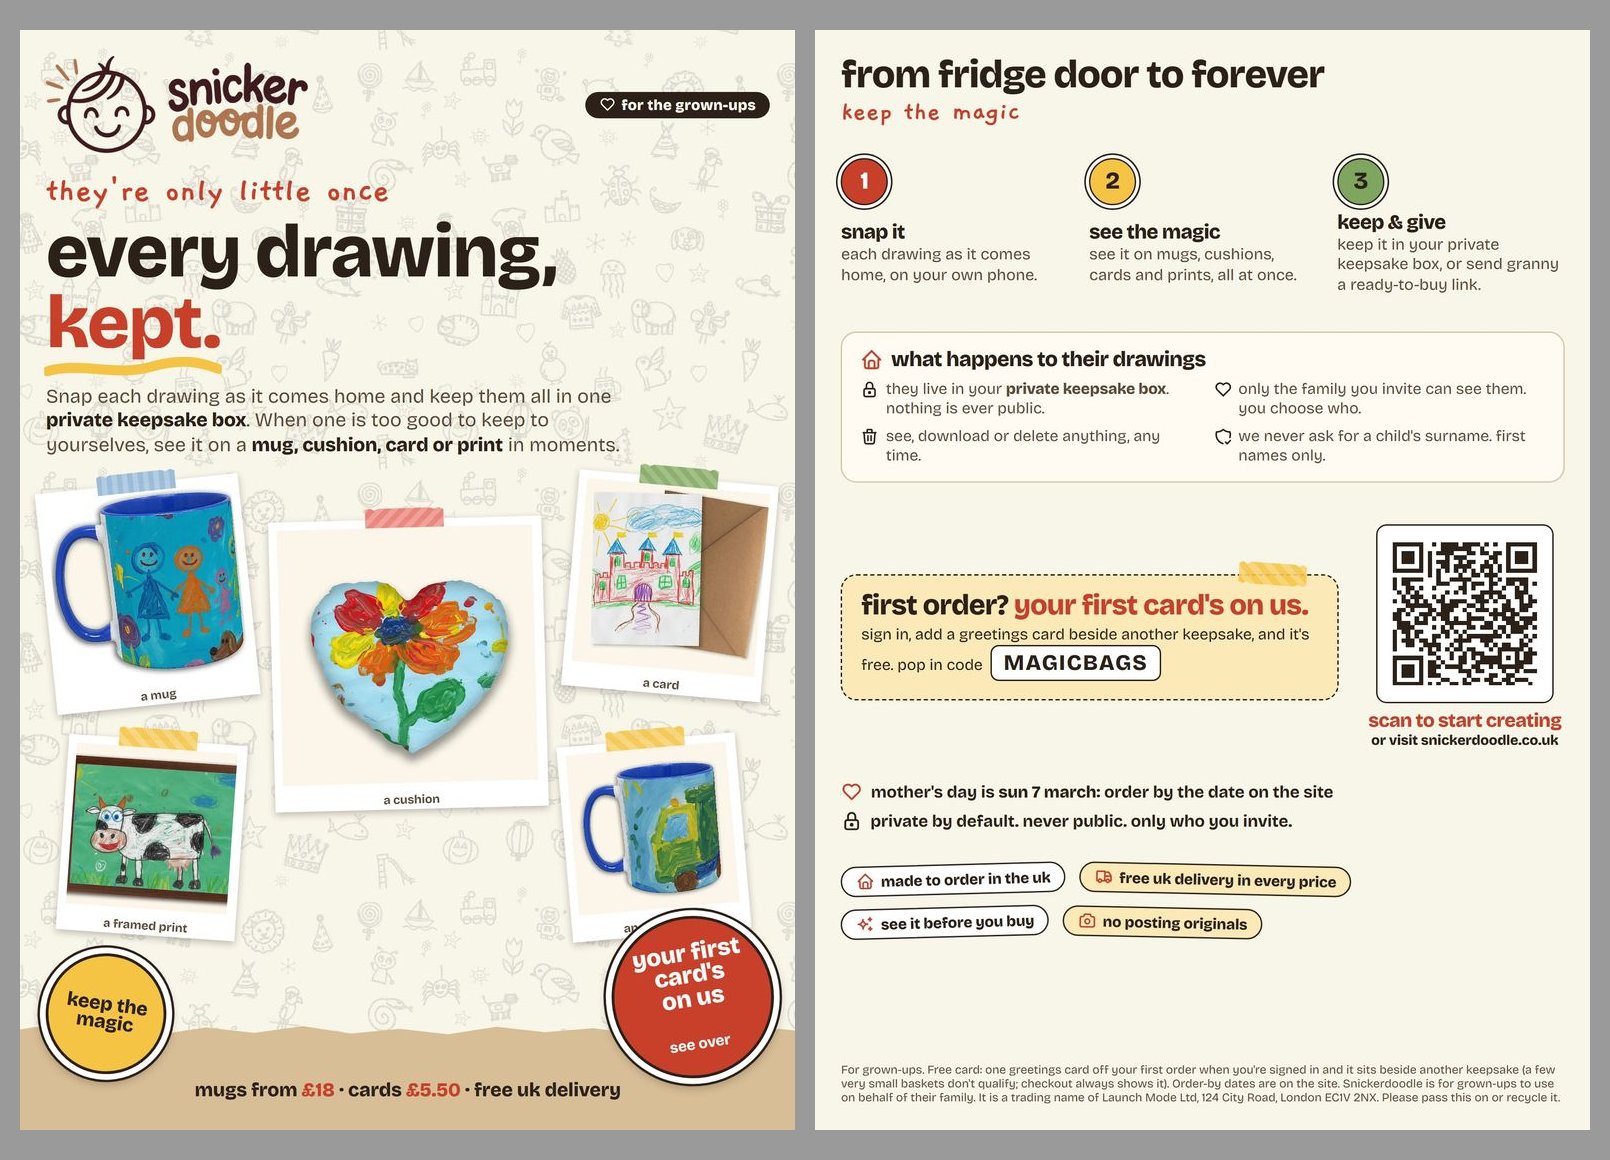 snicker
doodle
for the grown-ups
they're only little once
every drawing,
kept.
Snap each drawing as it comes home and keep them all in one
private keepsake box. When one is too good to keep to
yourselves, see it on a mug, cushion, card or print in moments.
a mug
a cushion
a card
a framed print
keep the
magic
your first
card's
on us
see over
mugs from £18 · cards £5.50 · free uk delivery
from fridge door to forever
keep the magic
1
snap it
each drawing as it comes
home, on your own phone.
2
see the magic
see it on mugs, cushions,
cards and prints, all at once.
3
keep & give
keep it in your private
keepsake box, or send granny
a ready-to-buy link.
what happens to their drawings
they live in your private keepsake box.
nothing is ever public.
only the family you invite can see them.
you choose who.
see, download or delete anything, any
time.
we never ask for a child's surname. first
names only.
first order? your first card's on us.
sign in, add a greetings card beside another keepsake, and it's
free. pop in code MAGICBAGS
scan to start creating
or visit snickerdoodle.co.uk
mother's day is sun 7 march: order by the date on the site
private by default. never public. only who you invite.
made to order in the uk
free uk delivery in every price
see it before you buy
no posting originals
For grown-ups. Free card: one greetings card off your first order when you're signed in and it sits beside another keepsake (a few
very small baskets don't qualify; checkout always shows it). Order-by dates are on the site. Snickerdoodle is for grown-ups to use
on behalf of their family. It is a trading name of Launch Mode Ltd, 124 City Road, London EC1V 2NX. Please pass this on or recycle it.